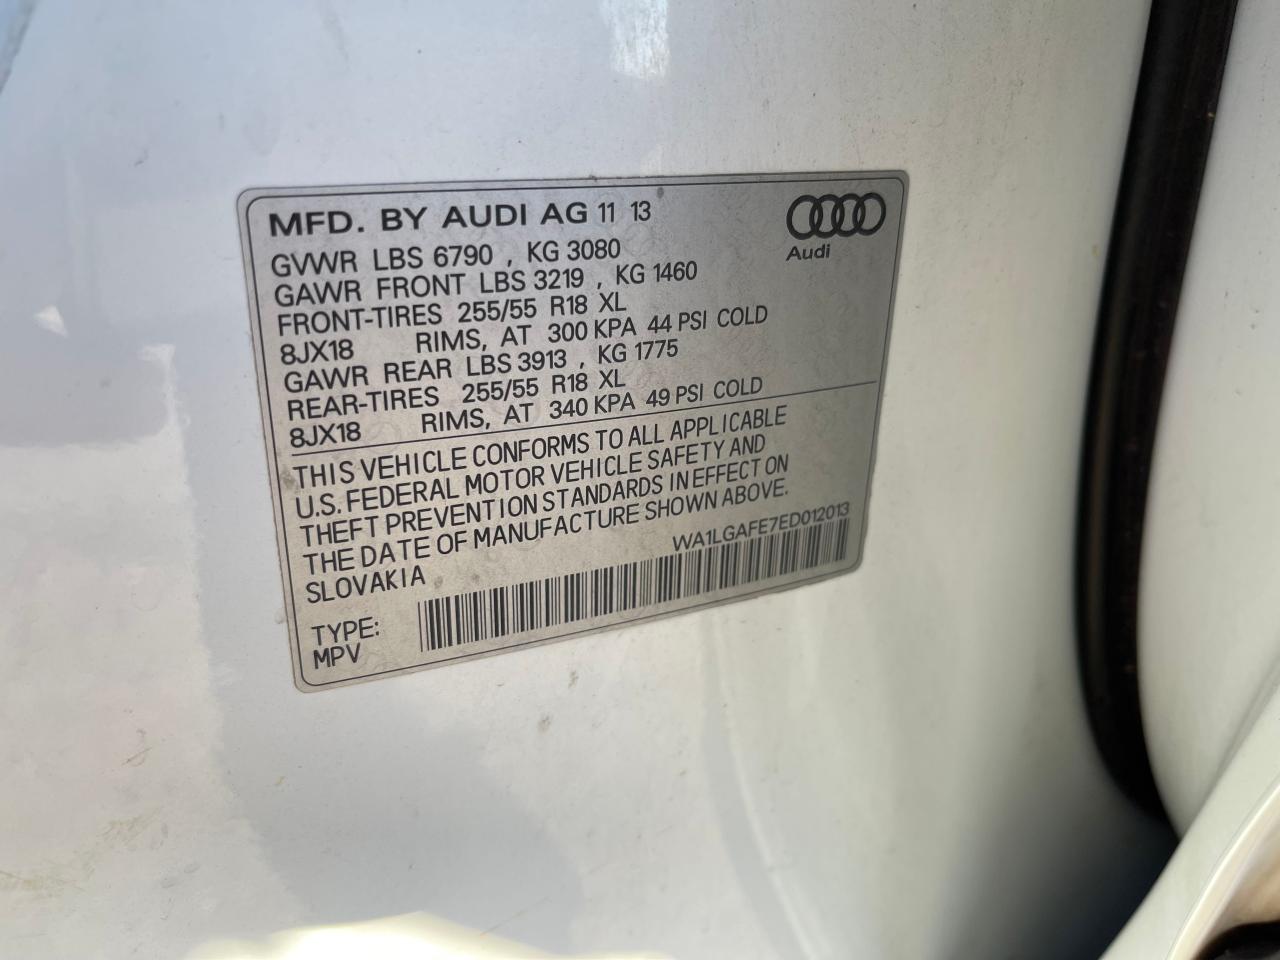 MFD. BY AUDI AG 11 13
Audi
GVWR LBS 6790 , KG 3080
GAWR FRONT LBS 3219 , KG 1460
FRONT-TIRES 255/55 R18 XL
8JX18 RIMS, AT 300 KPA 44 PSI COLD
GAWR REAR LBS 3913 , KG 1775
REAR-TIRES 255/55 R18 XL
8JX18 RIMS, AT 340 KPA 49 PSI COLD
THIS VEHICLE CONFORMS TO ALL APPLICABLE
U.S. FEDERAL MOTOR VEHICLE SAFETY AND
THEFT PREVENTION STANDARDS IN EFFECT ON
THE DATE OF MANUFACTURE SHOWN ABOVE.
SLOVAKIA
WA1LGAFE7ED012013
TYPE:
MPV